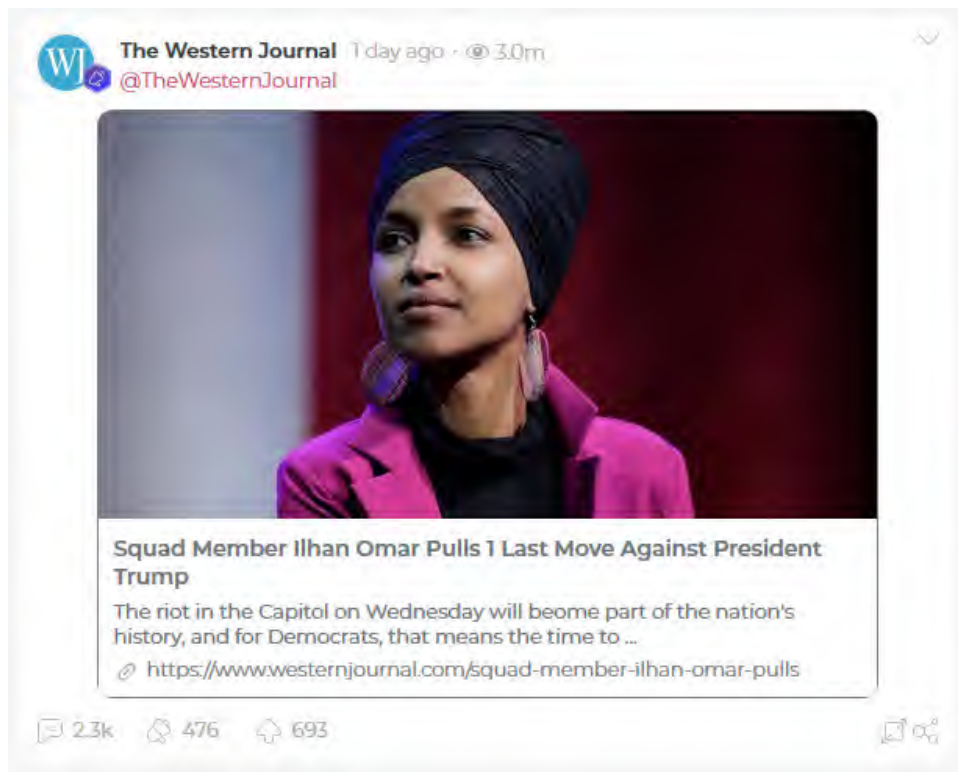 WJ
The Western Journal 1 day ago · 3.0m
@TheWesternJournal
Squad Member Ilhan Omar Pulls 1 Last Move Against President
Trump
The riot in the Capitol on Wednesday will beome part of the nation's
history, and for Democrats, that means the time to ...
https://www.westernjournal.com/squad-member-ilhan-omar-pulls
2.3k 476 693